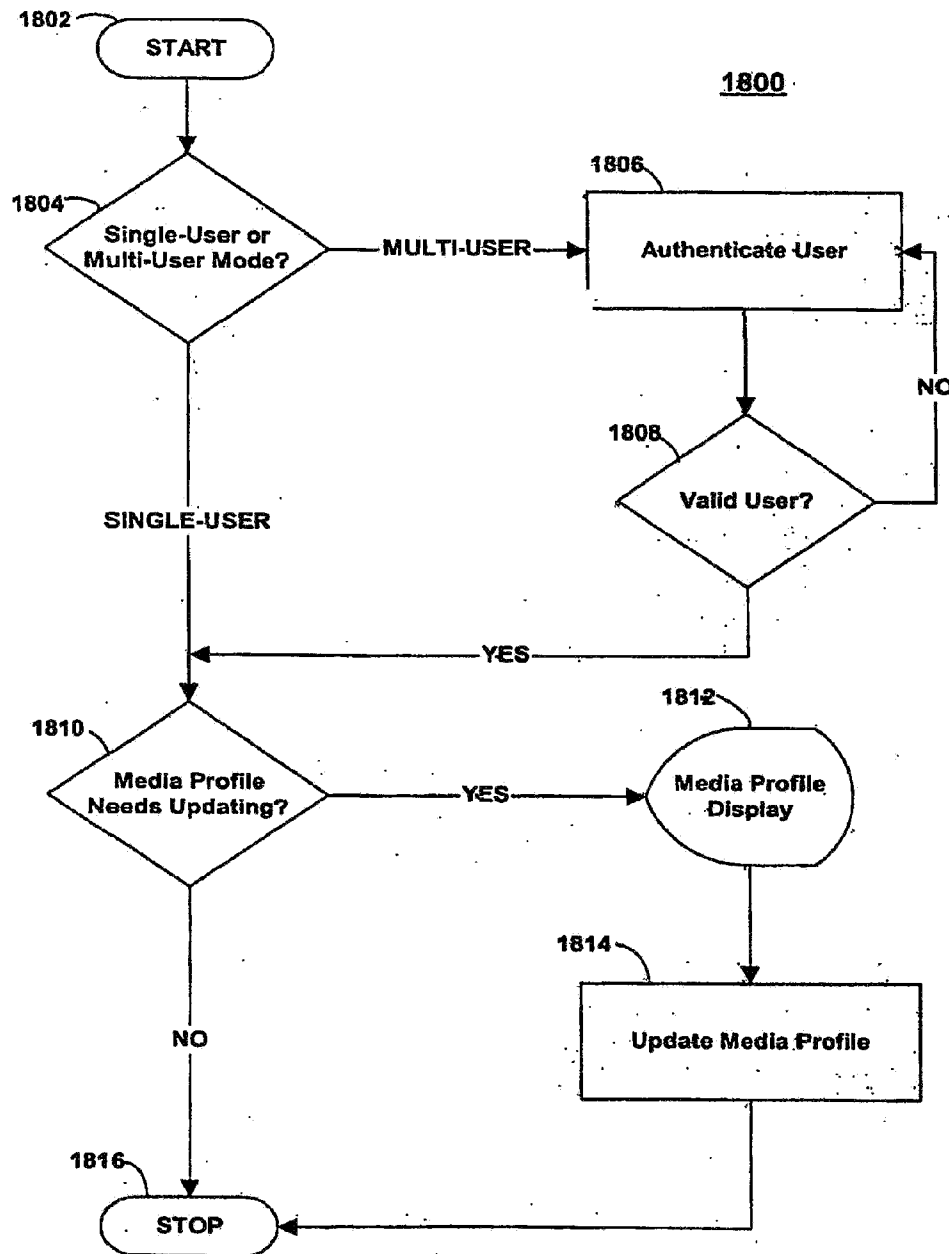 1802
START
1800
1804
Single-User or
Multi-User Mode?
MULTI-USER
1806
Authenticate User
NO
1808
Valid User?
SINGLE-USER
YES
1810
Media Profile
Needs Updating?
YES
1812
Media Profile
Display
1814
Update Media Profile
NO
1816
STOP